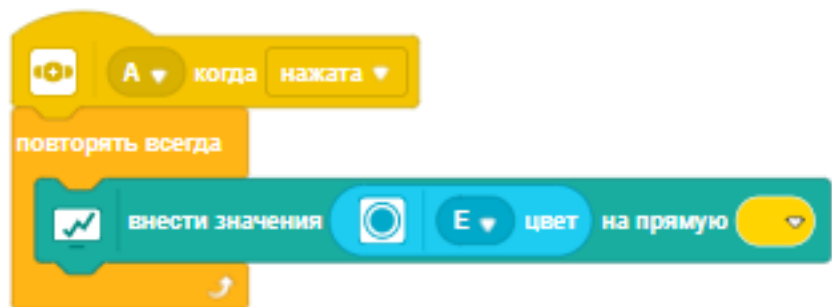 A когда нажата
повторять всегда
внести значения E цвет на прямую